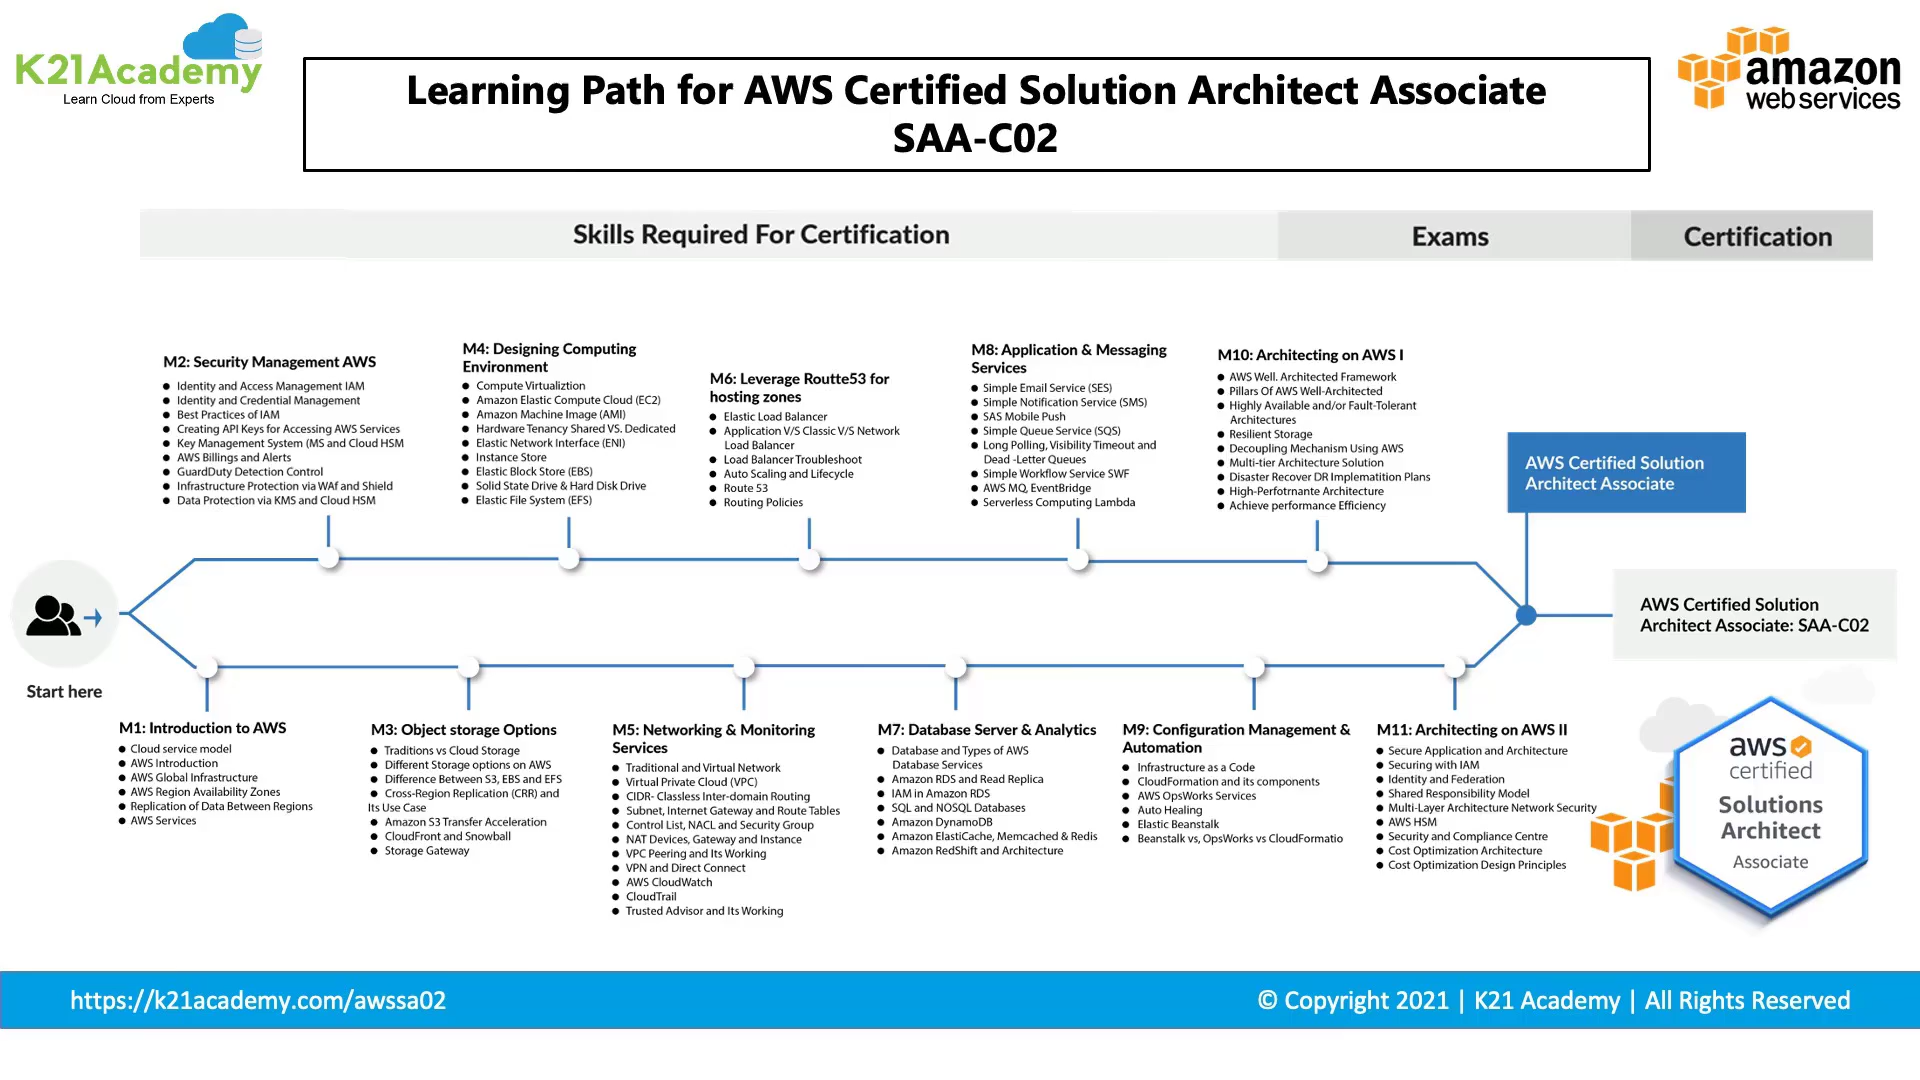 K21Academy
Learn Cloud from Experts
Learning Path for AWS Certified Solution Architect Associate
SAA-C02
amazon
web services
Skills Required For Certification
Exams
Certification
M2: Security Management AWS
Identity and Access Management IAM
Identity and Credential Management
Best Practices of IAM
Creating API Keys for Accessing AWS Services
Key Management System (MS and Cloud HSM
AWS Billings and Alerts
GuardDuty Detection Control
Infrastructure Protection via WAf and Shield
Data Protection via KMS and Cloud HSM
M4: Designing Computing
Environment
Compute Virtualiztion
Amazon Elastic Compute Cloud (EC2)
Amazon Machine Image (AMI)
Hardware Tenancy Shared VS. Dedicated
Elastic Network Interface (ENI)
Instance Store
Elastic Block Store (EBS)
Solid State Drive & Hard Disk Drive
Elastic File System (EFS)
M6: Leverage Routte53 for
hosting zones
Elastic Load Balancer
Application V/S Classic V/S Network
Load Balancer
Load Balancer Troubleshoot
Auto Scaling and Lifecycle
Route 53
Routing Policies
M8: Application & Messaging
Services
Simple Email Service (SES)
Simple Notification Service (SMS)
SAS Mobile Push
Simple Queue Service (SQS)
Long Polling, Visibility Timeout and
Dead -Letter Queues
Simple Workflow Service SWF
AWS MQ, EventBridge
Serverless Computing Lambda
M10: Architecting on AWS I
AWS Well. Architected Framework
Pillars Of AWS Well-Architected
Highly Available and/or Fault-Tolerant
Architectures
Resilient Storage
Decoupling Mechanism Using AWS
Multi-tier Architecture Solution
Disaster Recover DR Implematition Plans
High-Perfotrnante Architecture
Achieve performance Efficiency
AWS Certified Solution
Architect Associate
AWS Certified Solution
Architect Associate: SAA-C02
Start here
M1: Introduction to AWS
Cloud service model
AWS Introduction
AWS Global Infrastructure
AWS Region Availability Zones
Replication of Data Between Regions
AWS Services
M3: Object storage Options
Traditions vs Cloud Storage
Different Storage options on AWS
Difference Between S3, EBS and EFS
Cross-Region Replication (CRR) and
Its Use Case
Amazon S3 Transfer Acceleration
CloudFront and Snowball
Storage Gateway
M5: Networking & Monitoring
Services
Traditional and Virtual Network
Virtual Private Cloud (VPC)
CIDR- Classless Inter-domain Routing
Subnet, Internet Gateway and Route Tables
Control List, NACL and Security Group
NAT Devices, Gateway and Instance
VPC Peering and Its Working
VPN and Direct Connect
AWS CloudWatch
CloudTrail
Trusted Advisor and Its Working
M7: Database Server & Analytics
Database and Types of AWS
Database Services
Amazon RDS and Read Replica
IAM in Amazon RDS
SQL and NOSQL Databases
Amazon DynamoDB
Amazon ElastiCache, Memcached & Redis
Amazon RedShift and Architecture
M9: Configuration Management &
Automation
Infrastructure as a Code
CloudFormation and its components
AWS OpsWorks Services
Auto Healing
Elastic Beanstalk
Beanstalk vs, OpsWorks vs CloudFormatio
M11: Architecting on AWS II
Secure Application and Architecture
Securing with IAM
Identity and Federation
Shared Responsibility Model
Multi-Layer Architecture Network Security
AWS HSM
Security and Compliance Centre
Cost Optimization Architecture
Cost Optimization Design Principles
aws
certified
Solutions
Architect
Associate
https://k21academy.com/awssa02
© Copyright 2021 | K21 Academy | All Rights Reserved